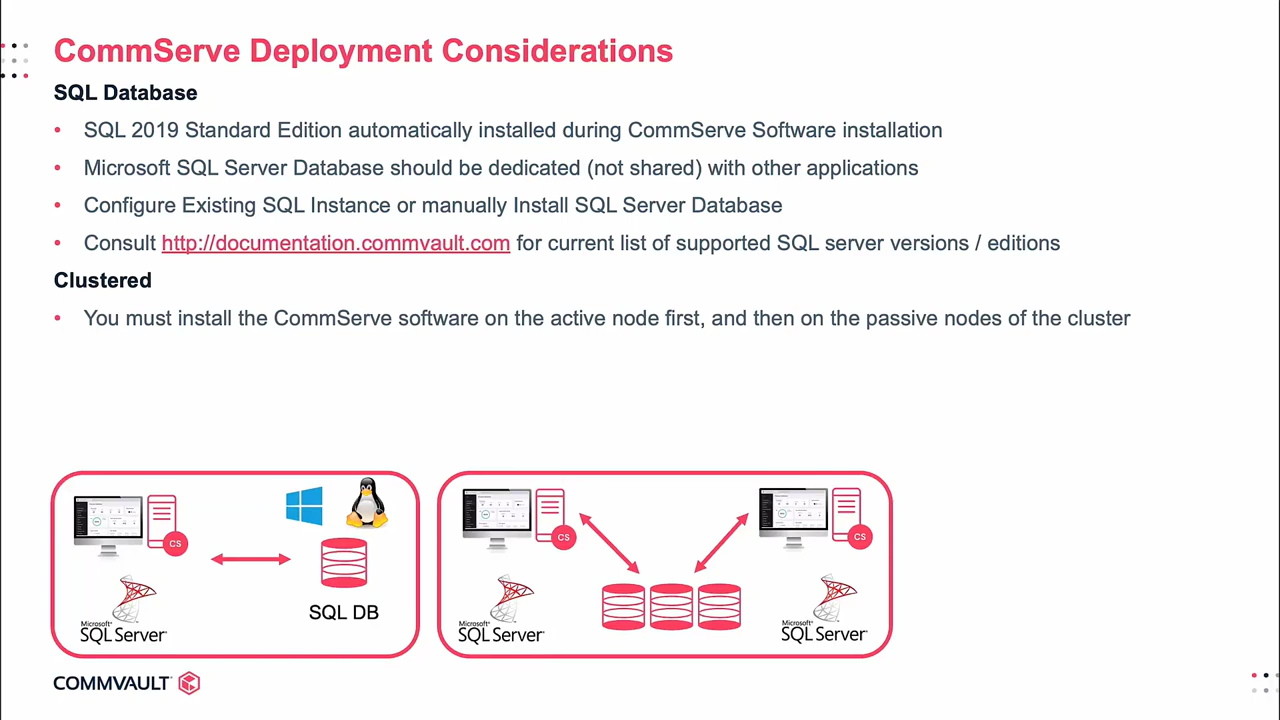 CommServe Deployment Considerations
SQL Database
• SQL 2019 Standard Edition automatically installed during CommServe Software installation
• Microsoft SQL Server Database should be dedicated (not shared) with other applications
• Configure Existing SQL Instance or manually Install SQL Server Database
• Consult http://documentation.commvault.com for current list of supported SQL server versions / editions
Clustered
• You must install the CommServe software on the active node first, and then on the passive nodes of the cluster
CS
Microsoft®
SQL Server®
SQL DB
CS
Microsoft®
SQL Server®
CS
Microsoft®
SQL Server®
COMMVAULT